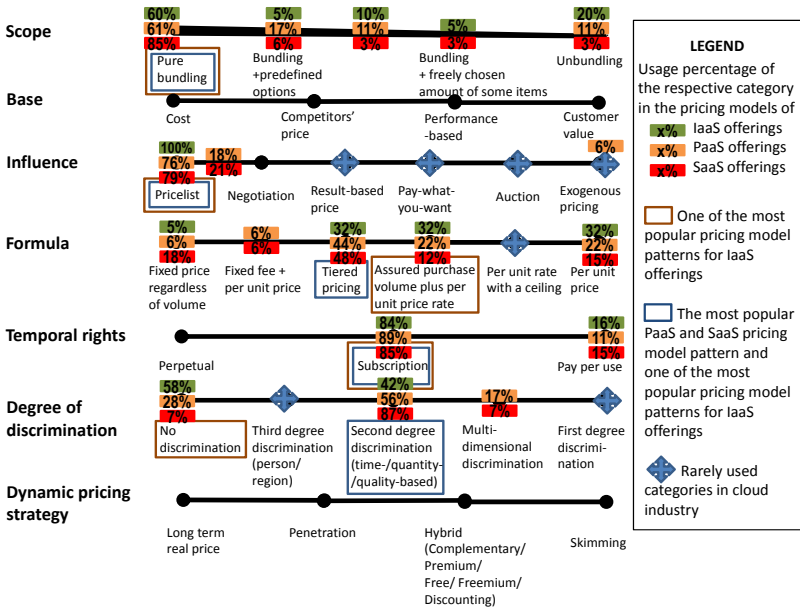 60% 5% 10% 5% 20%
Scope 61% 17% 11% 3% 11%
85% 6% 3% 3%
Pure bundling
Bundling +predefined options
Bundling + freely chosen amount of some items
Unbundling
Base
Cost
Competitors' price
Performance -based
Customer value
Influence
100%
76%
79%
18%
21%
6%
Pricelist
Negotiation
Result-based price
Pay-what- you-want
Auction
Exogenous pricing
Formula
5%
6%
18%
6%
6%
32%
44%
48%
32%
22%
12%
32%
22%
15%
Fixed price regardless of volume
Fixed fee + per unit price
Tiered pricing
Assured purchase volume plus per unit price rate
Per unit rate with a ceiling
Per unit price
Temporal rights
84%
89%
85%
16%
11%
15%
Perpetual
Subscription
Pay per use
Degree of discrimination
58%
28%
7%
42%
56%
87%
17%
7%
No discrimination
Third degree discrimination (person/ region)
Second degree discrimination (time-/quantity- /quality-based)
Multi- dimensional discrimination
First degree discrimi- nation
Dynamic pricing strategy
Long term real price
Penetration
Hybrid (Complementary/ Premium/ Free/ Freemium/ Discounting)
Skimming
LEGEND
Usage percentage of
the respective category
in the pricing models of
x% IaaS offerings
x% PaaS offerings
x% SaaS offerings
One of the most
popular pricing model
patterns for IaaS
offerings
The most popular
PaaS and SaaS pricing
model pattern and
one of the most
popular pricing model
patterns for IaaS
offerings
Rarely used
categories in cloud
industry